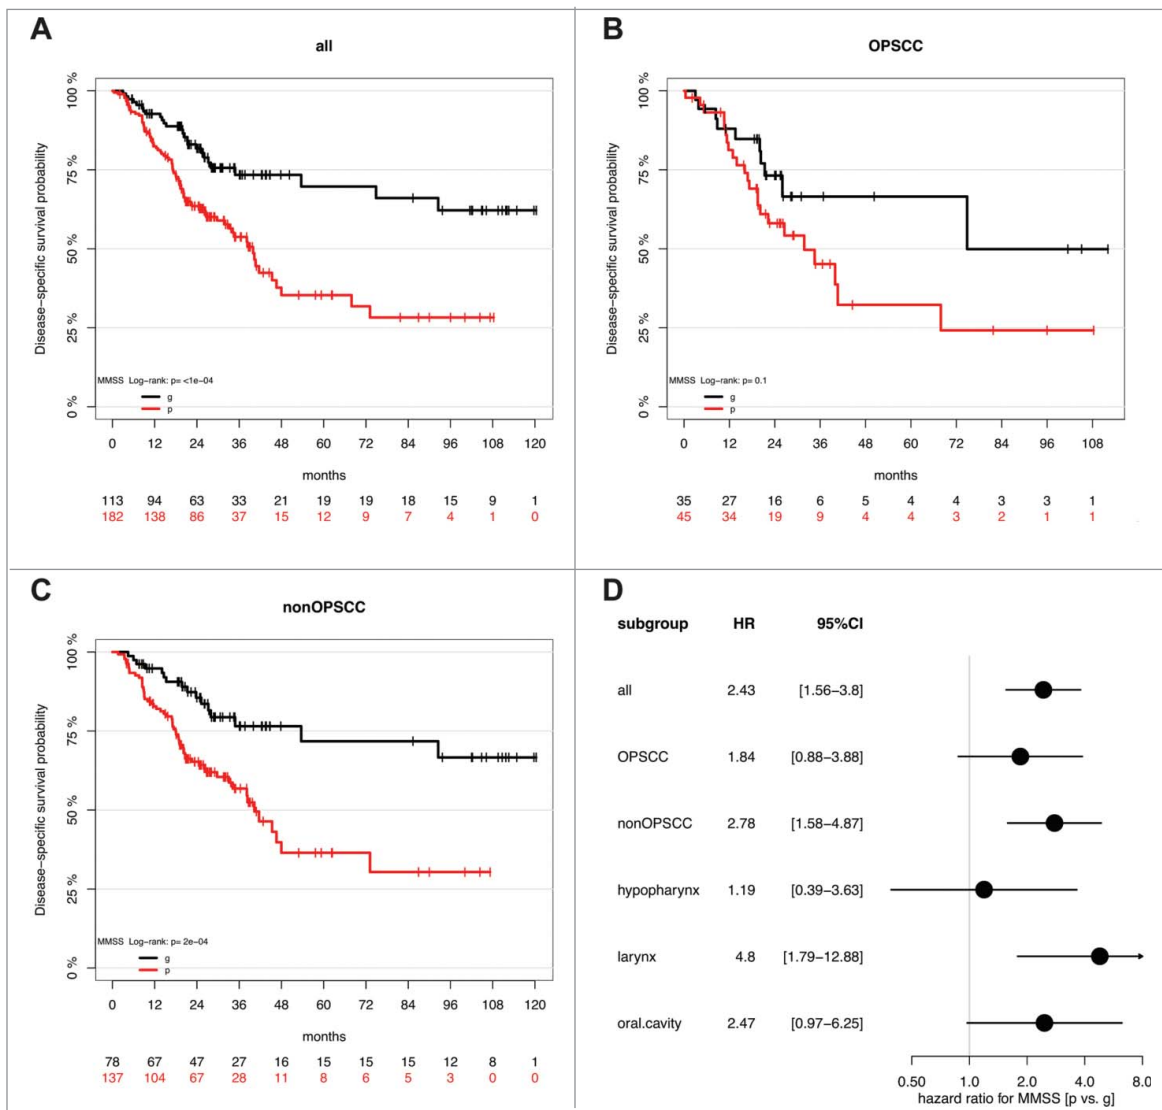 A
all
Disease−specific survival probability
100 %
75 %
50 %
25 %
0 %
MMSS Log−rank: p= <1e−04
g
p
0 12 24 36 48 60 72 84 96 108 120
months
113 94 63 33 21 19 19 18 15 9 1
182 138 86 37 15 12 9 7 4 1 0
B
OPSCC
Disease−specific survival probability
100 %
75 %
50 %
25 %
0 %
MMSS Log−rank: p= 0.1
g
p
0 12 24 36 48 60 72 84 96 108
months
35 27 16 6 5 4 4 3 3 1
45 34 19 9 4 4 3 2 1 1
C
nonOPSCC
Disease−specific survival probability
100 %
75 %
50 %
25 %
0 %
MMSS Log−rank: p= 2e−04
g
p
0 12 24 36 48 60 72 84 96 108 120
months
78 67 47 27 16 15 15 15 12 8 1
137 104 67 28 11 8 6 5 3 0 0
D
subgroup HR 95%CI
all 2.43 [1.56−3.8]
OPSCC 1.84 [0.88−3.88]
nonOPSCC 2.78 [1.58−4.87]
hypopharynx 1.19 [0.39−3.63]
larynx 4.8 [1.79−12.88]
oral.cavity 2.47 [0.97−6.25]
0.50 1.0 2.0 4.0 8.0
hazard ratio for MMSS [p vs. g]